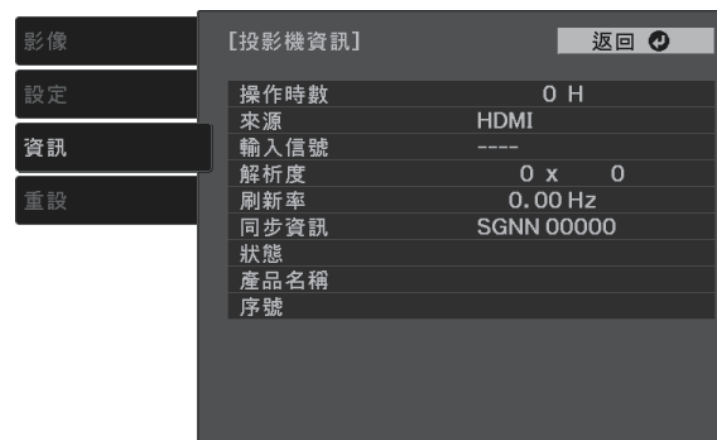 影像
設定
資訊
重設
[投影機資訊]
返回
操作時數 0 H
來源 HDMI
輸入信號 ----
解析度 0 x 0
刷新率 0.00 Hz
同步資訊 SGNN 00000
狀態
產品名稱
序號